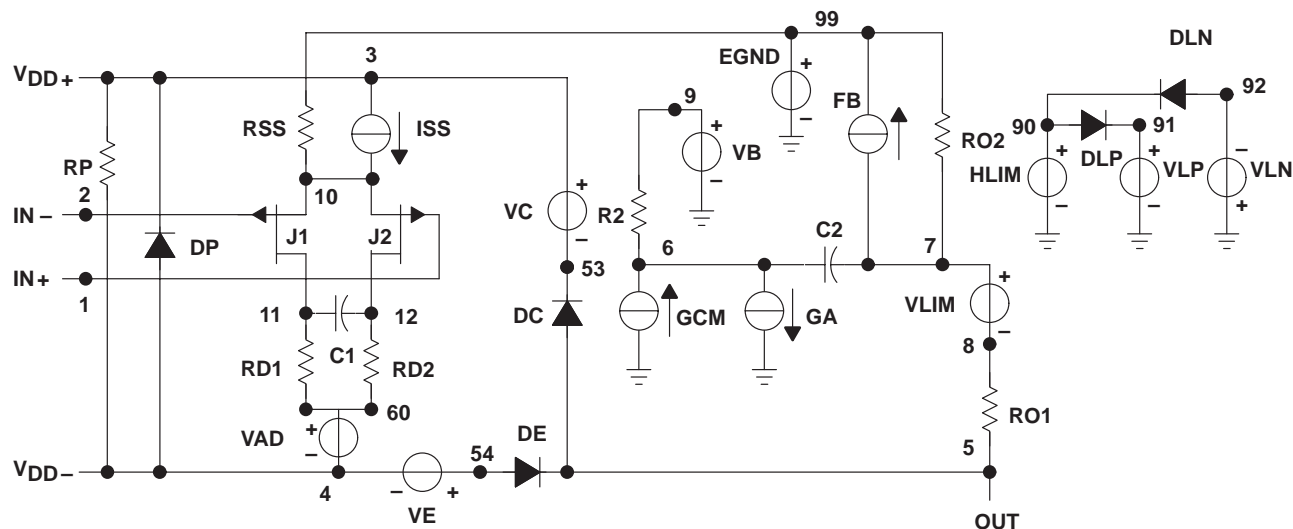 99
3
DLN
VDD+
EGND
+
92
9
FB
+
RSS
ISS
–
90
91
RP
VB
RO2
DLP
–
–
2
10
HLIM
VLP
VLN
IN –
VC
R2
J1
J2
DP
–
C2
6
7
IN+
53
1
11
12
DC
GCM
GA
VLIM
+
–
8
C1
RD1
RD2
60
VAD
+
–
DE
RO1
54
5
VDD–
4
–
+
VE
OUT